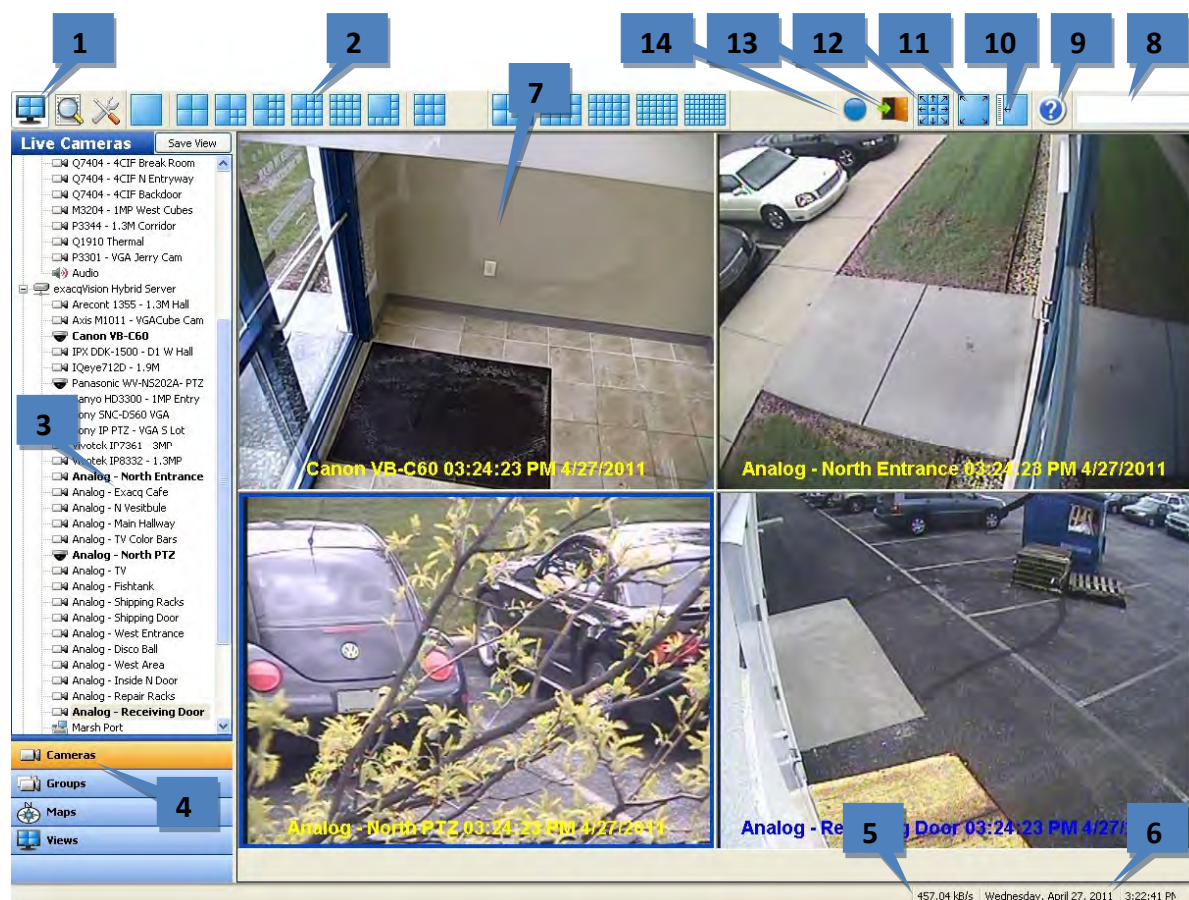 1
2
14
13
12
11
10
9
8
7
Live Cameras
Save View
Q7404 - 4CIF Break Room
Q7404 - 4CIF N Entryway
Q7404 - 4CIF Backdoor
M3204 - 1MP West Cubes
P3344 - 1.3M Corridor
Q1910 Thermal
P3301 - VGA Jerry Cam
Audio
exacqVision Hybrid Server
Arecont 1355 - 1.3M Hall
Axis M1011 - VGACube Cam
Canon VB-C60
IPX DDK-1500 - D1 W Hall
IQeye712D - 1.9M
Panasonic WV-NS202A- PTZ
HD3300 - 1MP Entry
SNC-DS60 VGA
IP PTZ - VGA S Lot
3
IP7361 - 3MP
IP8332 - 1.3MP
Analog - North Entrance
Analog - Exacq Cafe
Analog - N Vesitbule
Analog - Main Hallway
Analog - TV Color Bars
Analog - North PTZ
Analog - TV
Analog - Fishtank
Analog - Shipping Racks
Analog - Shipping Door
Analog - West Entrance
Analog - Disco Ball
Analog - West Area
Analog - Inside N Door
Analog - Repair Racks
Analog - Receiving Door
Marsh Port
Cameras
Groups
Maps
Views
4
Canon VB-C60 03:24:23 PM 4/27/2011
Analog - North Entrance 03:24:23 PM 4/27/2011
Analog - North PTZ 03:24:23 PM 4/27/2011
Analog - Door 03:24:23 PM
5
6
457.04 kB/s
Wednesday, April 27, 2011
3:22:41 PM